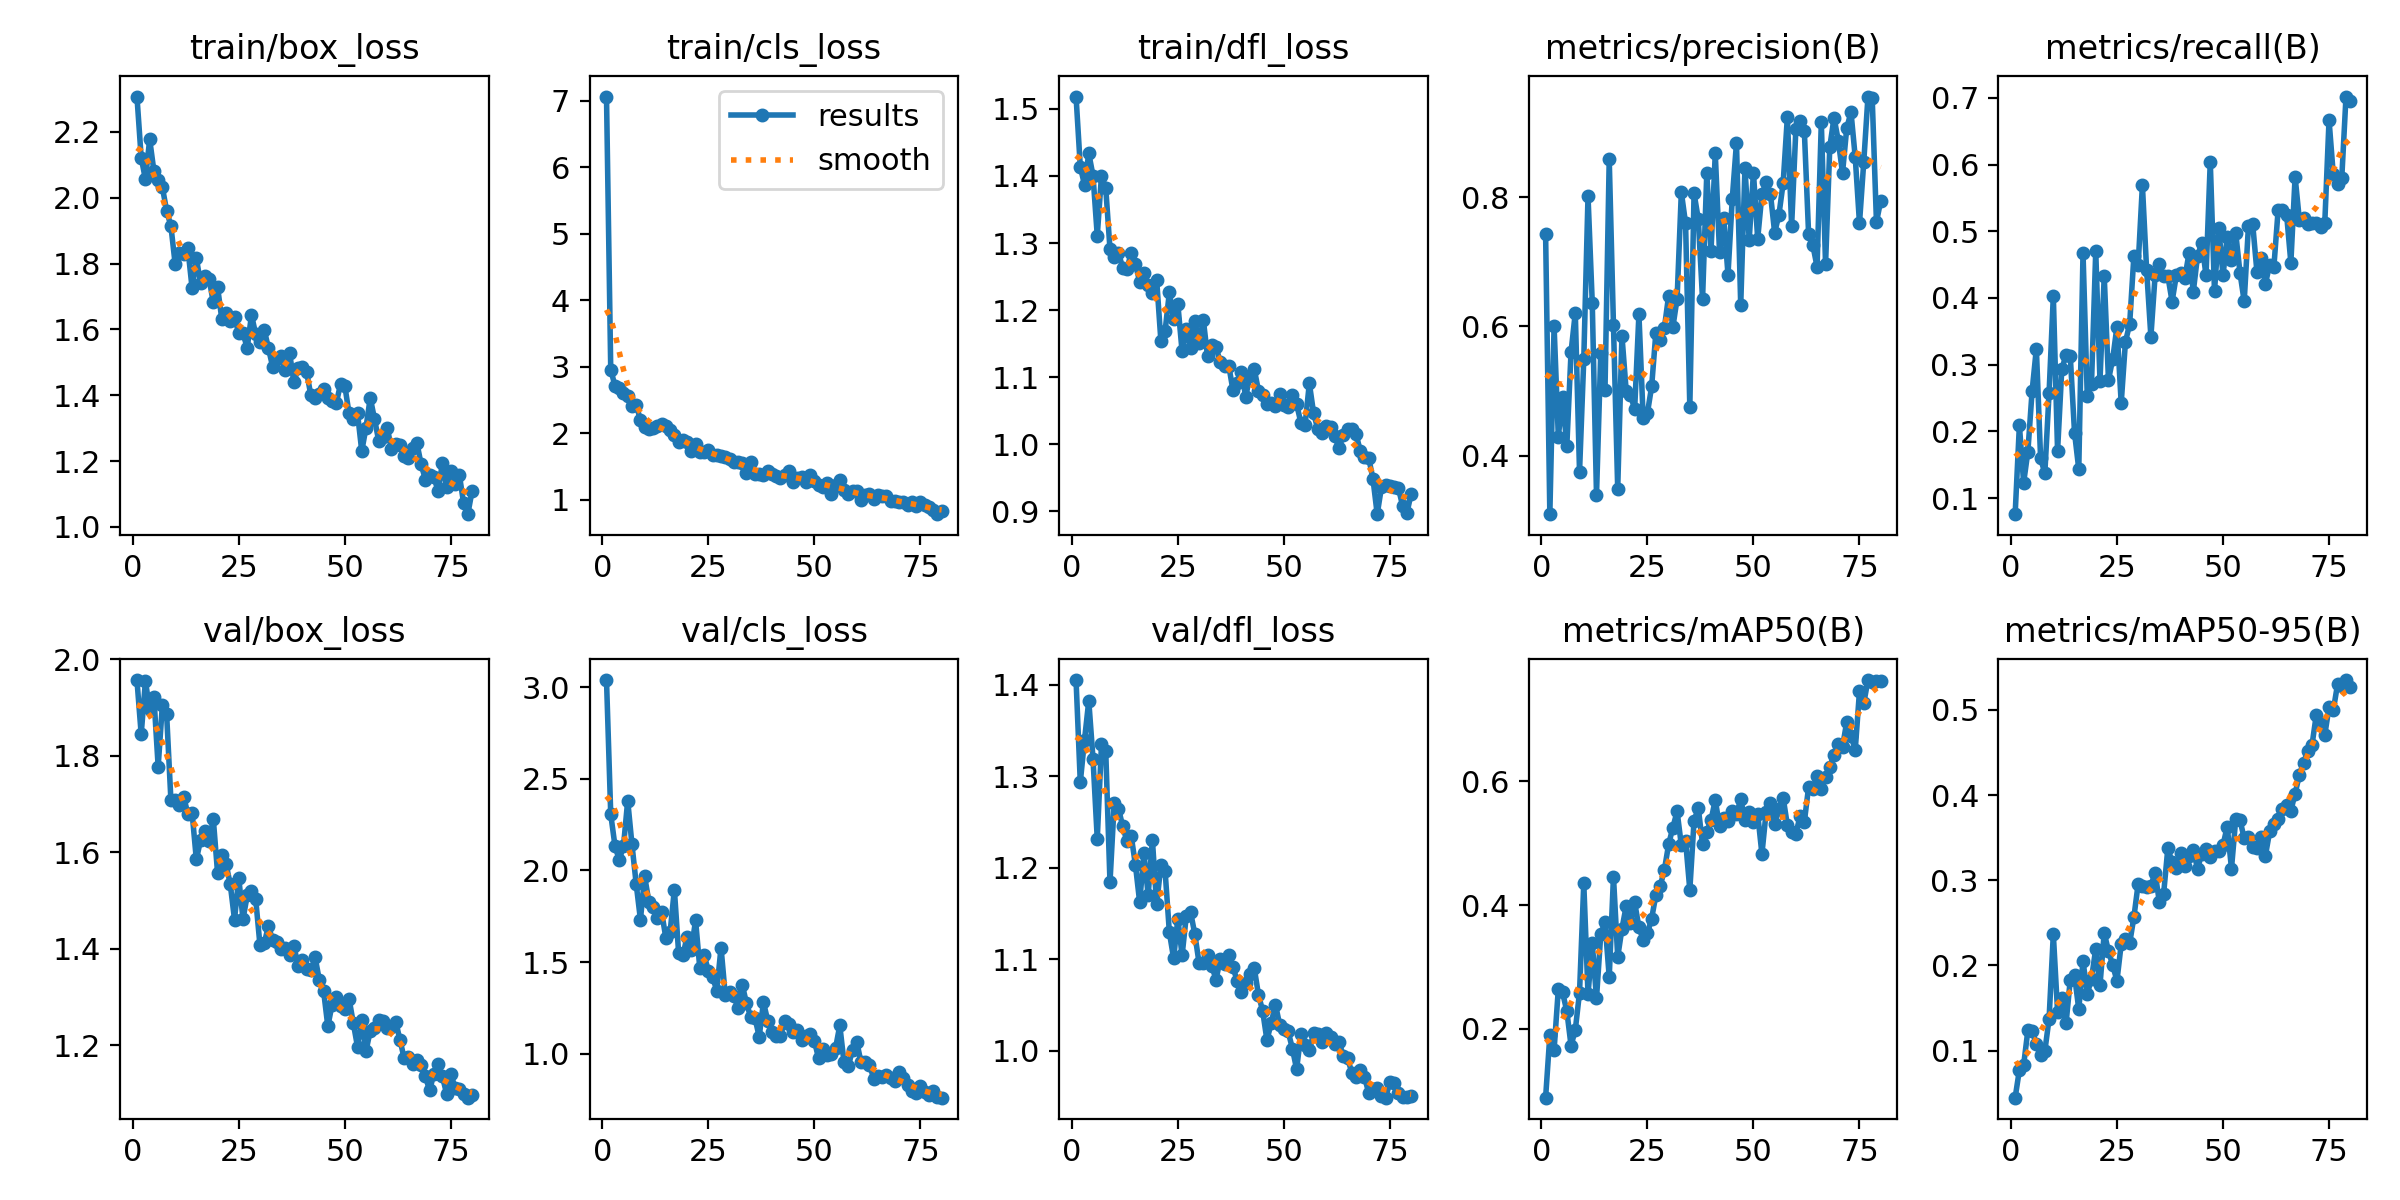 train/box_loss
train/cls_loss
train/dfl_loss
metrics/precision(B)
metrics/recall(B)
2.2
2.0
1.8
1.6
1.4
1.2
1.0
0 25 50 75
7
6
5
4
3
2
1
results
smooth
0 25 50 75
1.5
1.4
1.3
1.2
1.1
1.0
0.9
0 25 50 75
0.8
0.6
0.4
0 25 50 75
0.7
0.6
0.5
0.4
0.3
0.2
0.1
0 25 50 75
val/box_loss
val/cls_loss
val/dfl_loss
metrics/mAP50(B)
metrics/mAP50-95(B)
2.0
1.8
1.6
1.4
1.2
0 25 50 75
3.0
2.5
2.0
1.5
1.0
0 25 50 75
1.4
1.3
1.2
1.1
1.0
0 25 50 75
0.6
0.4
0.2
0 25 50 75
0.5
0.4
0.3
0.2
0.1
0 25 50 75